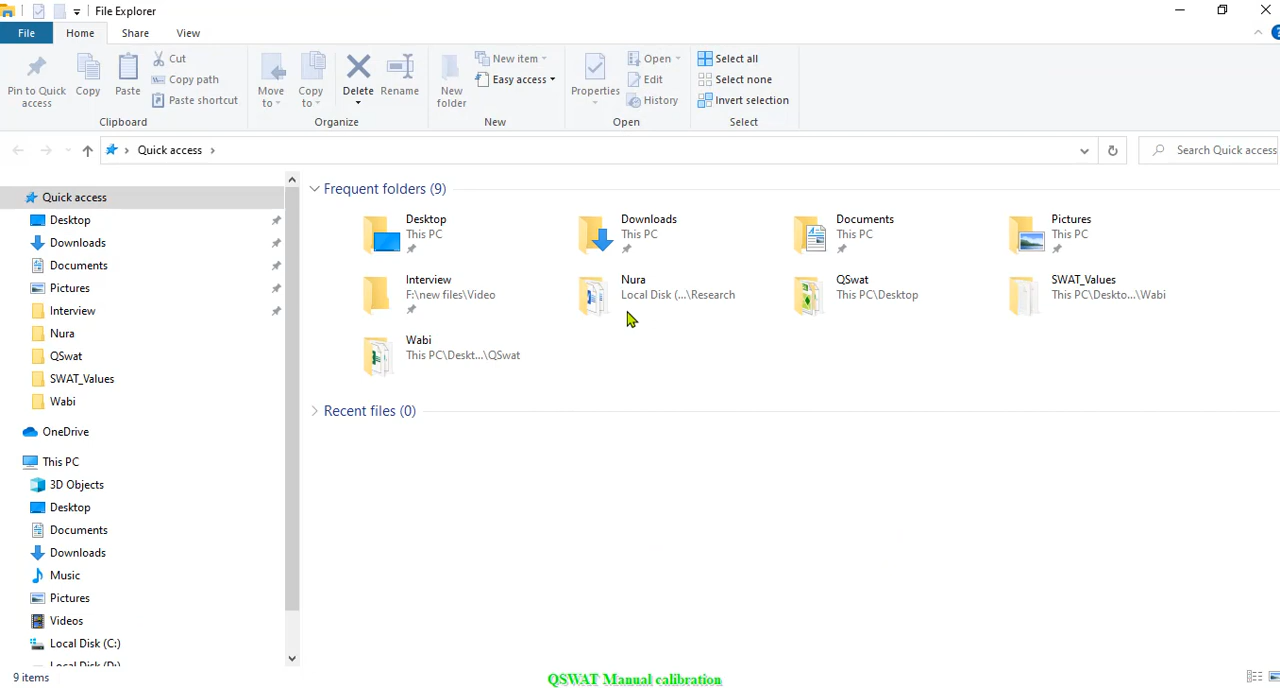 File Explorer
File
Home
Share
View
Pin to Quick access
Copy
Paste
Cut
Copy path
Paste shortcut
Clipboard
Move to
Copy to
Delete
Rename
Organize
New folder
New item
Easy access
New
Properties
Open
Edit
History
Open
Select all
Select none
Invert selection
Select
Quick access
Search Quick access
Quick access
Desktop
Downloads
Documents
Pictures
Interview
Nura
QSwat
SWAT_Values
Wabi
OneDrive
This PC
3D Objects
Desktop
Documents
Downloads
Music
Pictures
Videos
Local Disk (C:)
Local Disk (D:)
Frequent folders (9)
Desktop
This PC
Downloads
This PC
Documents
This PC
Pictures
This PC
Interview
F:\new files\Video
Nura
Local Disk (...\Research
QSwat
This PC\Desktop
SWAT_Values
This PC\Deskto...\Wabi
Wabi
This PC\Deskt...\QSwat
Recent files (0)
9 items
QSWAT Manual calibration